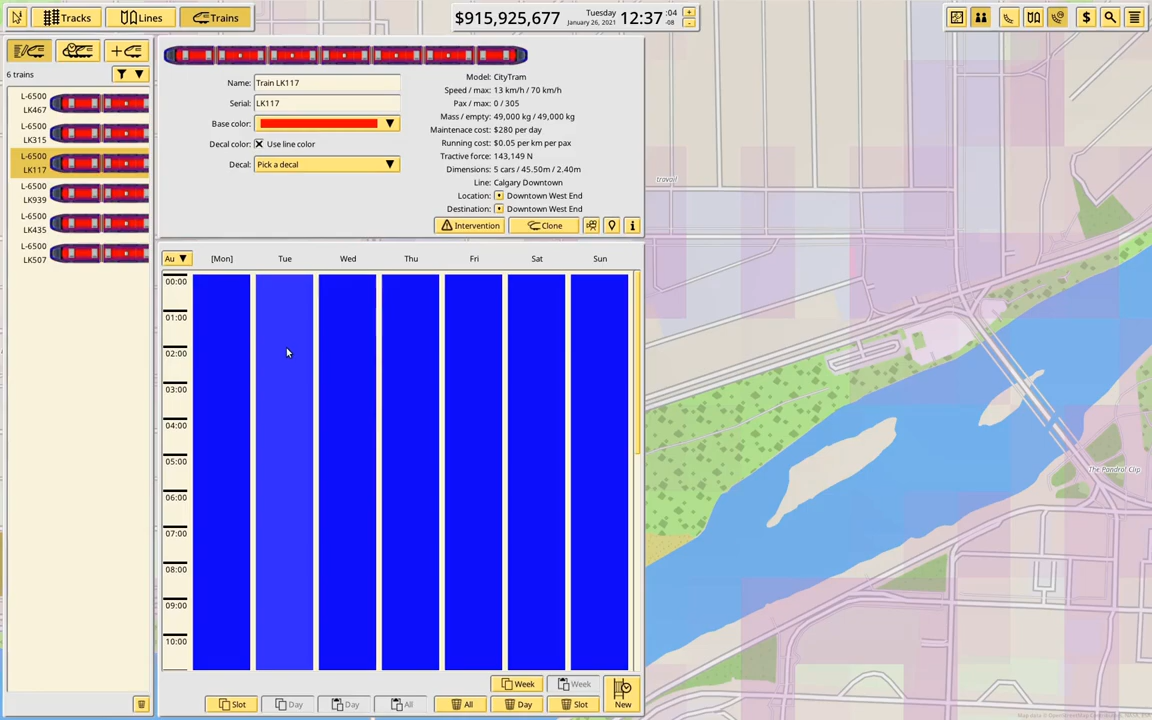 Tracks
Lines
Trains
$915,925,677
Tuesday
January 26, 2021
12:37
:04
-08
+
-
$
6 trains
L-6500
LK467
L-6500
LK315
L-6500
LK117
L-6500
LK939
L-6500
LK435
L-6500
LK507
Name: Train LK117
Serial: LK117
Base color:
Decal color: Use line color
Decal: Pick a decal
Model: CityTram
Speed / max: 13 km/h / 70 km/h
Pax / max: 0 / 305
Mass / empty: 49,000 kg / 49,000 kg
Maintenace cost: $280 per day
Running cost: $0.05 per km per pax
Tractive force: 143,149 N
Dimensions: 5 cars / 45.50m / 2.40m
Line: Calgary Downtown
Location: Downtown West End
Destination: Downtown West End
Intervention
Clone
Au
[Mon]
Tue
Wed
Thu
Fri
Sat
Sun
00:00
01:00
02:00
03:00
04:00
05:00
06:00
07:00
08:00
09:00
10:00
Week
Week
New
Slot
Day
Day
All
All
Day
Slot
travail
The Pandrol Clip